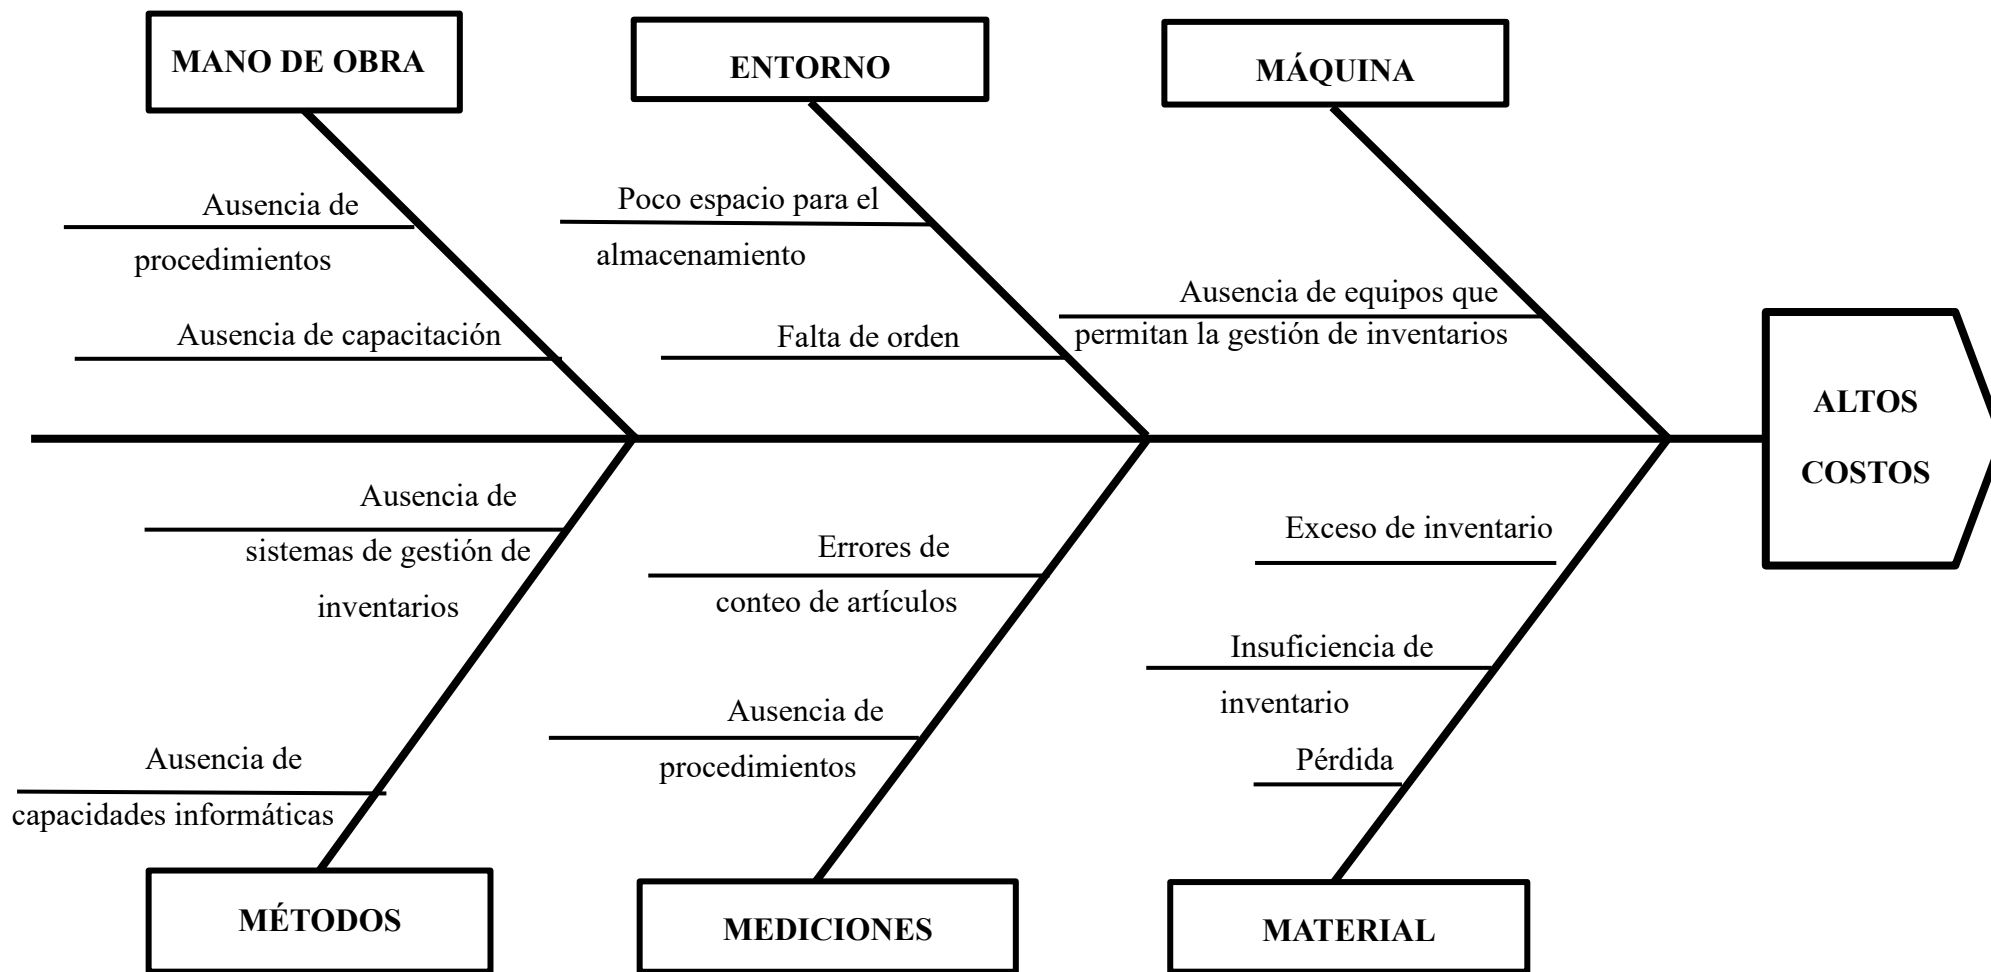 MANO DE OBRA
ENTORNO
MÁQUINA
Ausencia de
procedimientos
Ausencia de capacitación
Poco espacio para el
almacenamiento
Falta de orden
Ausencia de equipos que
permitan la gestión de inventarios
ALTOS
COSTOS
Ausencia de
sistemas de gestión de
inventarios
Ausencia de
capacidades informáticas
Errores de
conteo de artículos
Ausencia de
procedimientos
Exceso de inventario
Insuficiencia de
inventario
Pérdida
MÉTODOS
MEDICIONES
MATERIAL